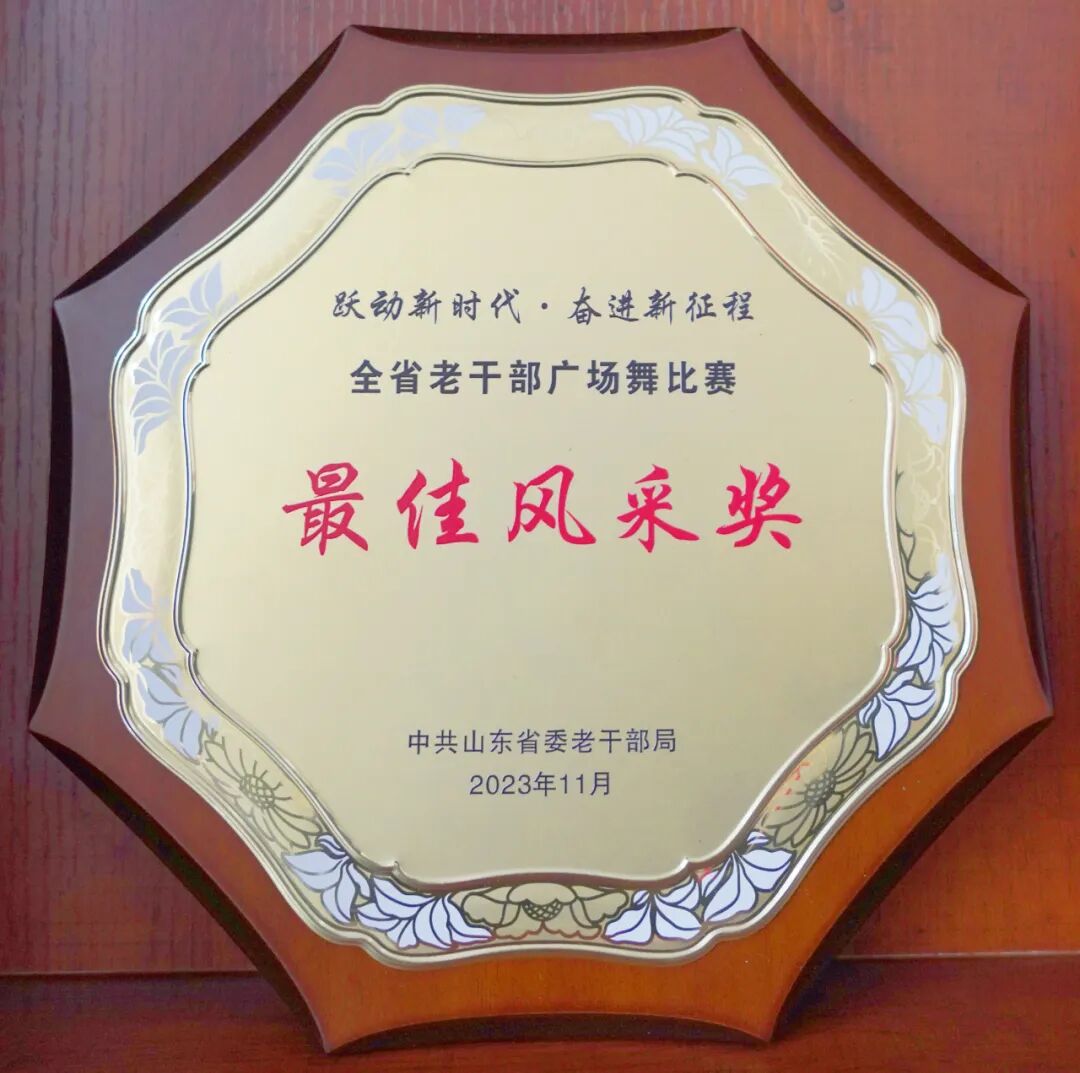 跃动新时代·奋进新征程
全省老干部广场舞比赛
最佳风采奖
中共山东省委老干部局
2023年11月